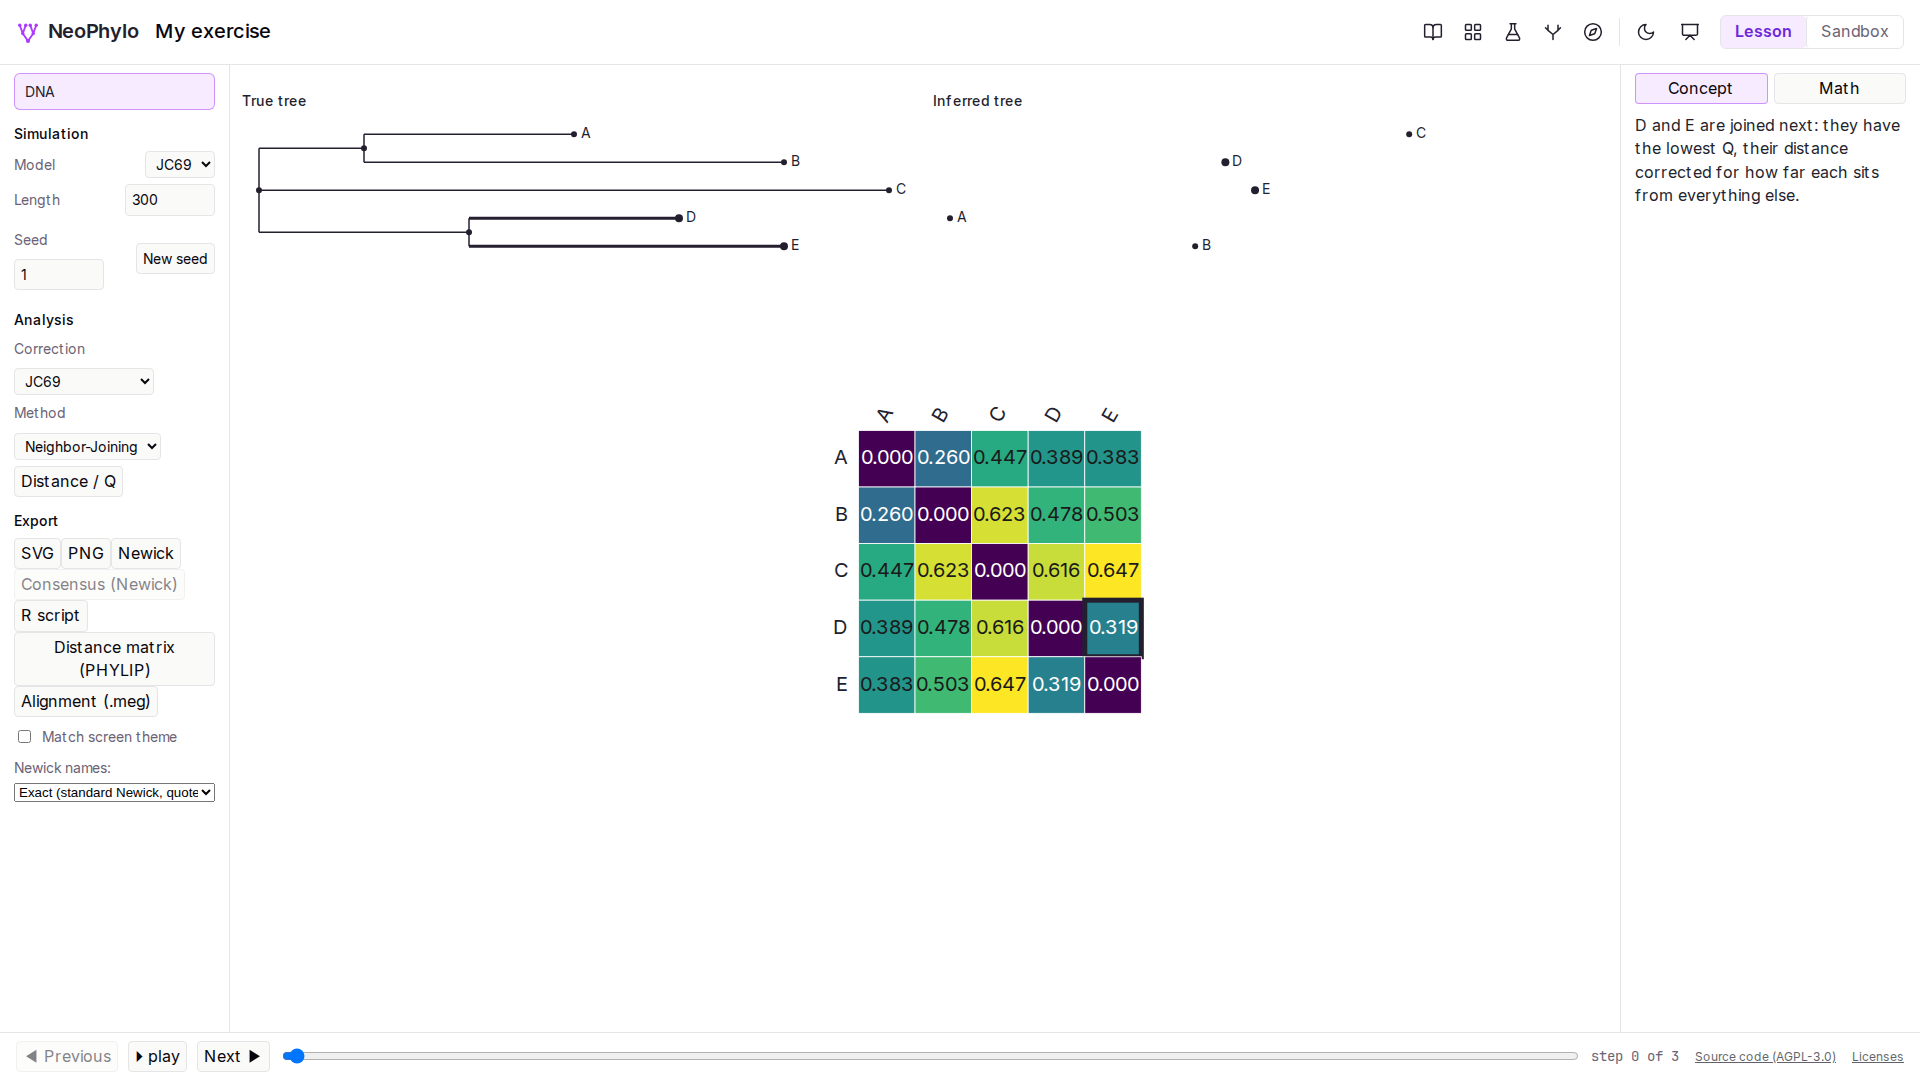 NeoPhylo My exercise
Lesson Sandbox
DNA
Simulation
Model JC69
Length 300
Seed
1 New seed
Analysis
Correction
JC69
Method
Neighbor-Joining
Distance / Q
Export
SVG PNG Newick
Consensus (Newick)
R script
Distance matrix
(PHYLIP)
Alignment (.meg)
Match screen theme
Newick names:
Exact (standard Newick, quote
True tree
A
B
C
D
E
Inferred tree
C
D
E
A
B
A B C D E
A 0.000 0.260 0.447 0.389 0.383
B 0.260 0.000 0.623 0.478 0.503
C 0.447 0.623 0.000 0.616 0.647
D 0.389 0.478 0.616 0.000 0.319
E 0.383 0.503 0.647 0.319 0.000
Concept Math
D and E are joined next: they have
the lowest Q, their distance
corrected for how far each sits
from everything else.
Previous play Next step 0 of 3 Source code (AGPL-3.0) Licenses